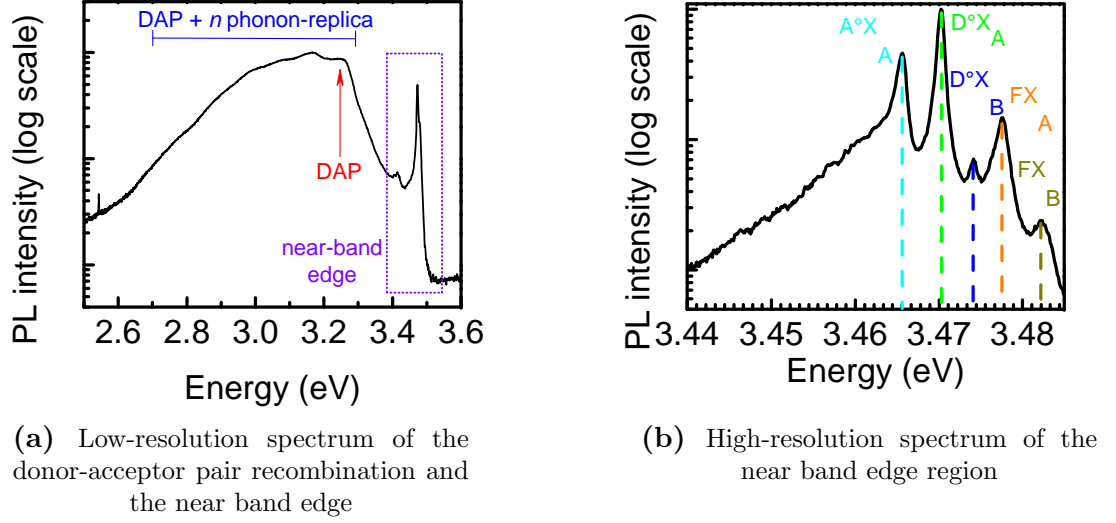 DAP + n phonon-replica
PL intensity (log scale)
DAP
near-band
edge
2.6 2.8 3.0 3.2 3.4 3.6
Energy (eV)
(a) Low-resolution spectrum of the
donor-acceptor pair recombination and
the near band edge
A°X
A
D°X
A
D°X
B
FX
A
FX
B
PL intensity (log scale)
3.44 3.45 3.46 3.47 3.48
Energy (eV)
(b) High-resolution spectrum of the
near band edge region